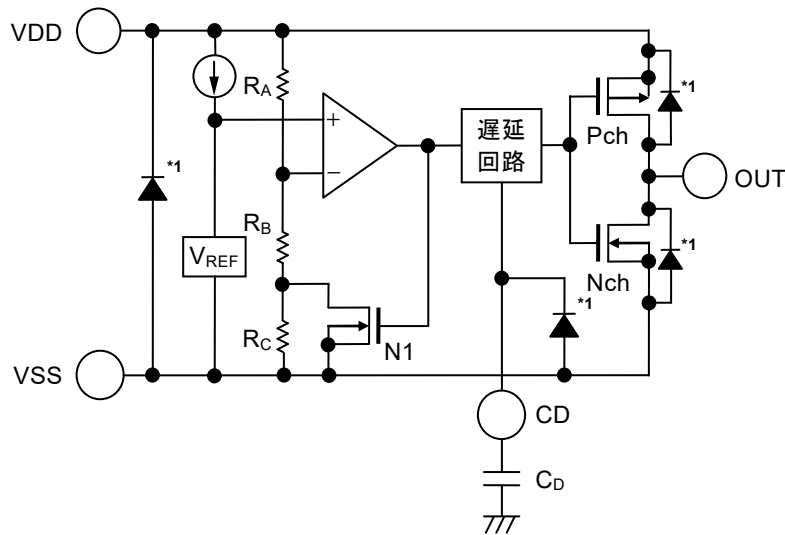 VDD
*1
RA
+
−
遅延
回路
Pch
*1
OUT
*1
VREF
RB
Nch
*1
RC
N1
VSS
CD
CD